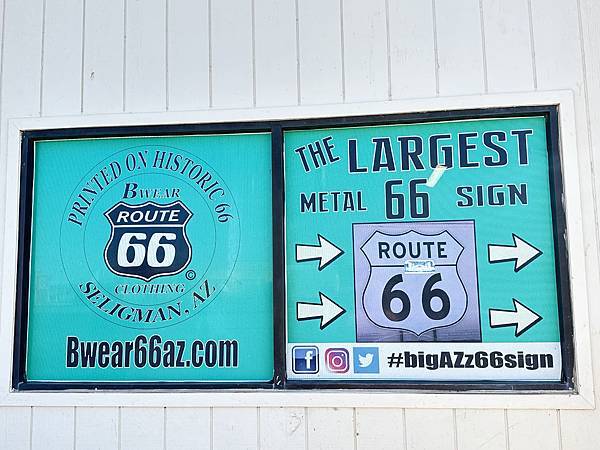 PRINTED ON HISTORIC 66
BWEAR
ROUTE
66
©
CLOTHING
SELIGMAN, AZ
Bwear66az.com
THE LARGEST
METAL 66 SIGN
ROUTE
66
#bigAZz66sign